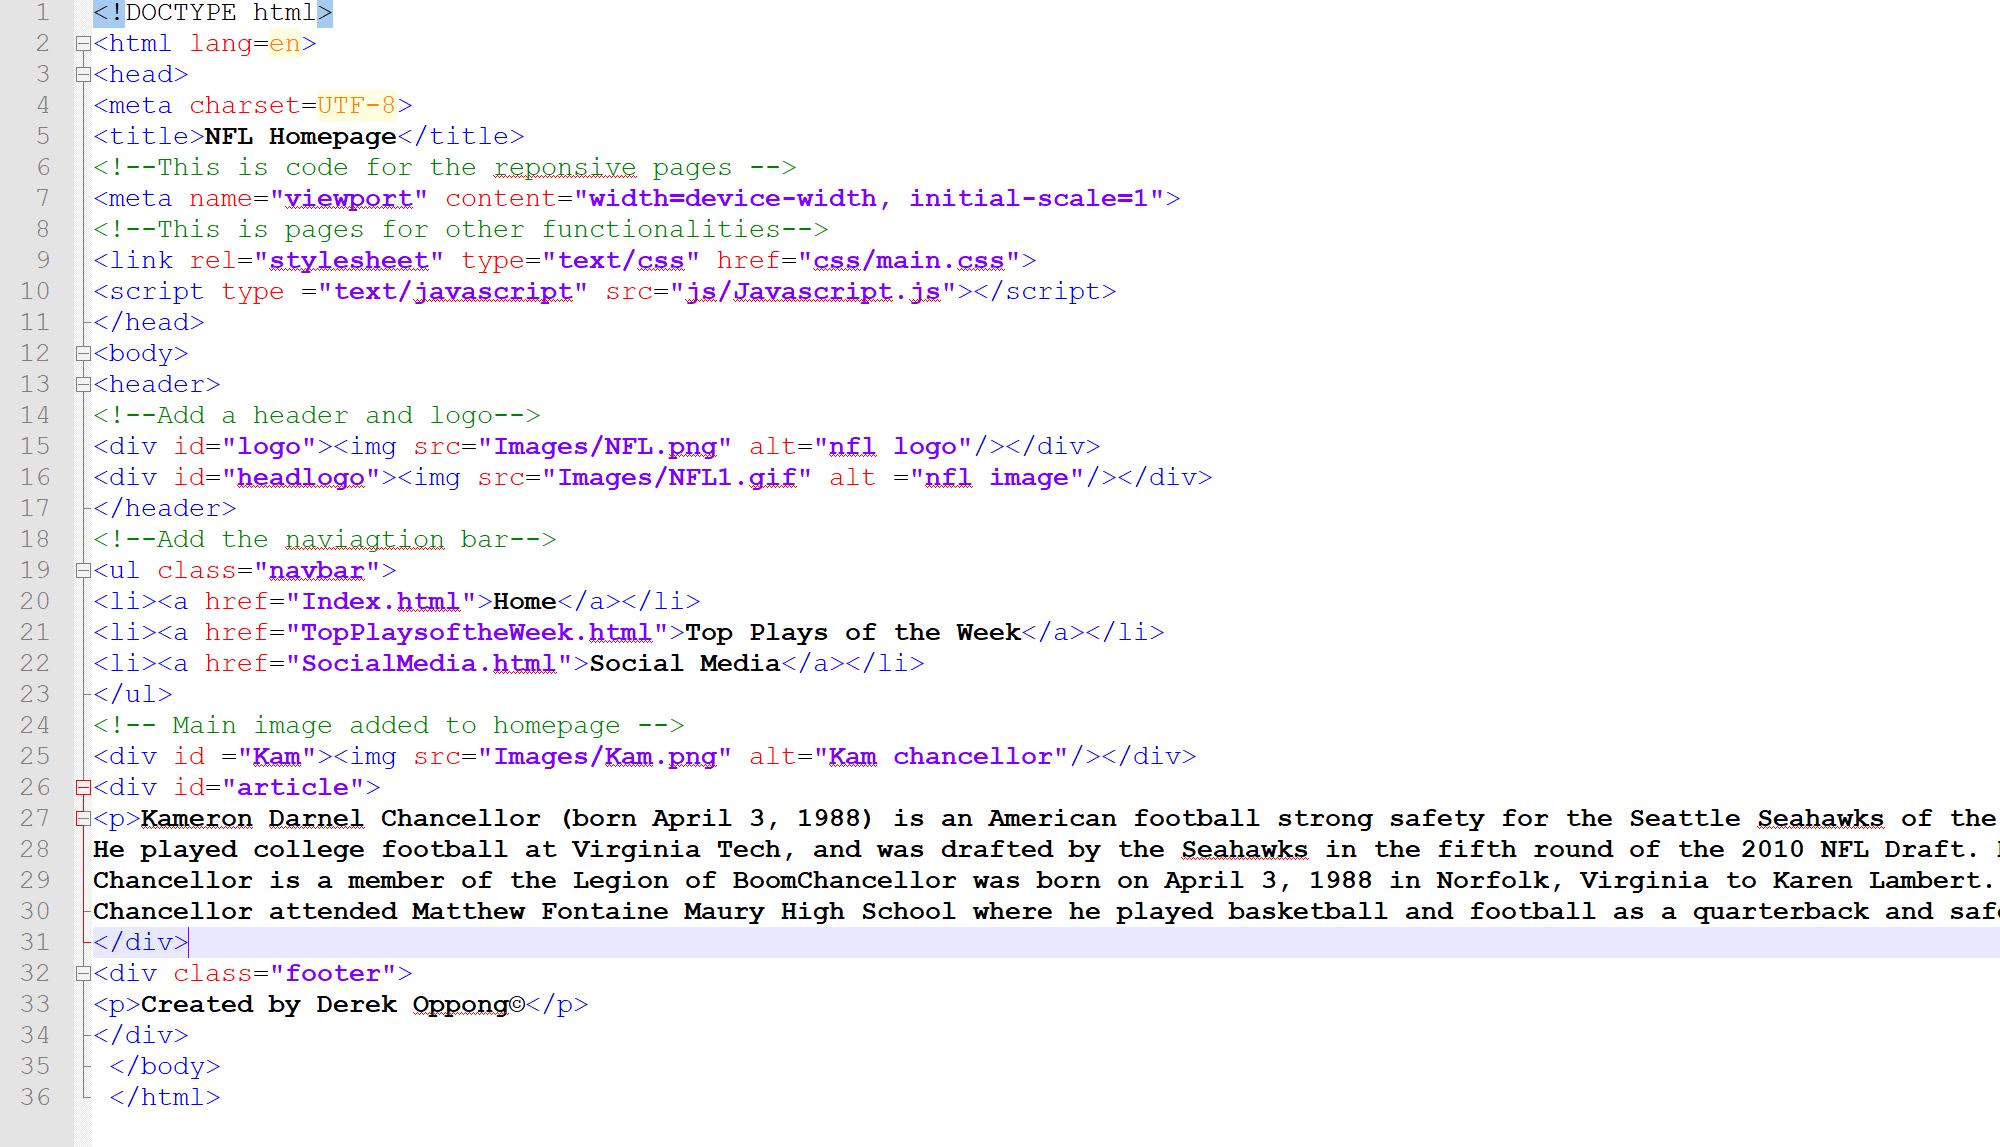 1 <!DOCTYPE html>
2 <html lang=en>
3 <head>
4 <meta charset=UTF-8>
5 <title>NFL Homepage</title>
6 <!--This is code for the reponsive pages -->
7 <meta name="viewport" content="width=device-width, initial-scale=1">
8 <!--This is pages for other functionalities-->
9 <link rel="stylesheet" type="text/css" href="css/main.css">
10 <script type ="text/javascript" src="js/Javascript.js"></script>
11 </head>
12 <body>
13 <header>
14 <!--Add a header and logo-->
15 <div id="logo"><img src="Images/NFL.png" alt="nfl logo"/></div>
16 <div id="headlogo"><img src="Images/NFL1.gif" alt ="nfl image"/></div>
17 </header>
18 <!--Add the naviagtion bar-->
19 <ul class="navbar">
20 <li><a href="Index.html">Home</a></li>
21 <li><a href="TopPlaysoftheWeek.html">Top Plays of the Week</a></li>
22 <li><a href="SocialMedia.html">Social Media</a></li>
23 </ul>
24 <!-- Main image added to homepage -->
25 <div id ="Kam"><img src="Images/Kam.png" alt="Kam chancellor"/></div>
26 <div id="article">
27 <p>Kameron Darnel Chancellor (born April 3, 1988) is an American football strong safety for the Seattle Seahawks of the
28 He played college football at Virginia Tech, and was drafted by the Seahawks in the fifth round of the 2010 NFL Draft.
29 Chancellor is a member of the Legion of BoomChancellor was born on April 3, 1988 in Norfolk, Virginia to Karen Lambert.
30 Chancellor attended Matthew Fontaine Maury High School where he played basketball and football as a quarterback and
31 </div>
32 <div class="footer">
33 <p>Created by Derek Oppong©</p>
34 </div>
35 </body>
36 </html>